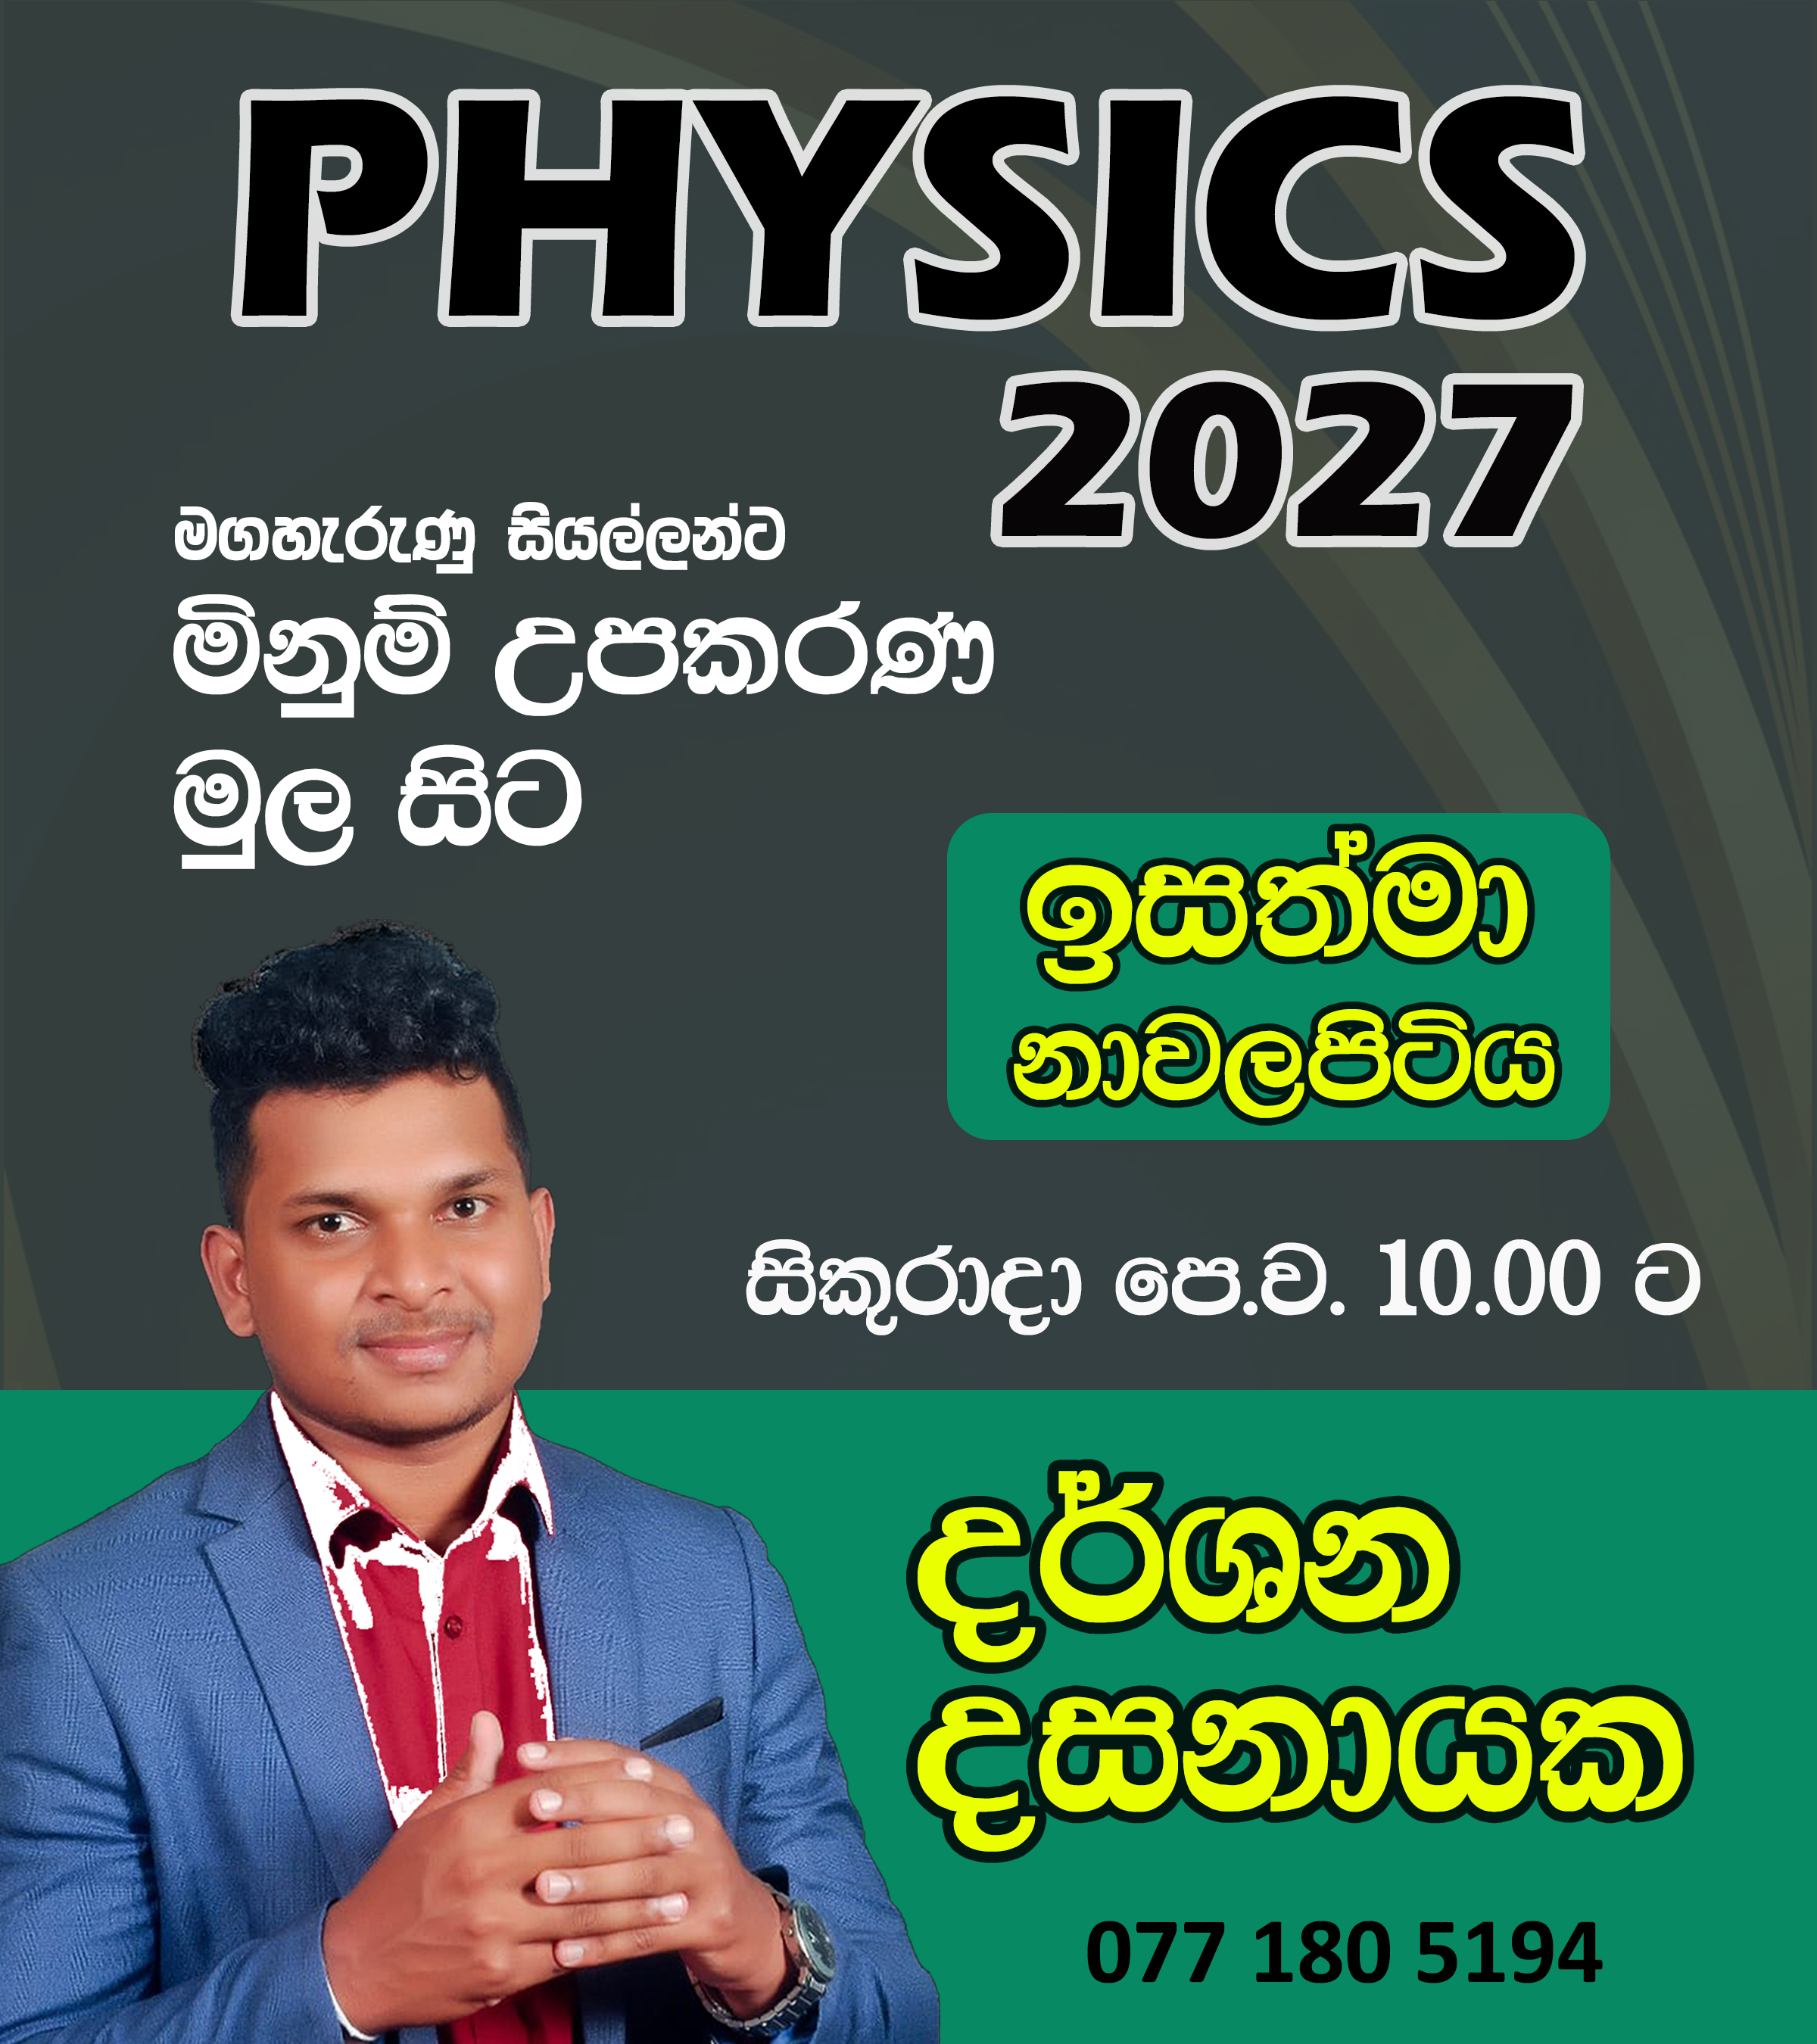 PHYSICS
2027
මගහැරුණු සියල්ලන්ට
මිනුම් උපකරණ
මුල සිට
ඉසත්මා
නාවලපිටිය
සිකුරාදා පෙ.ව. 10.00 ට
දර්ශන
දසනායක
077 180 5194